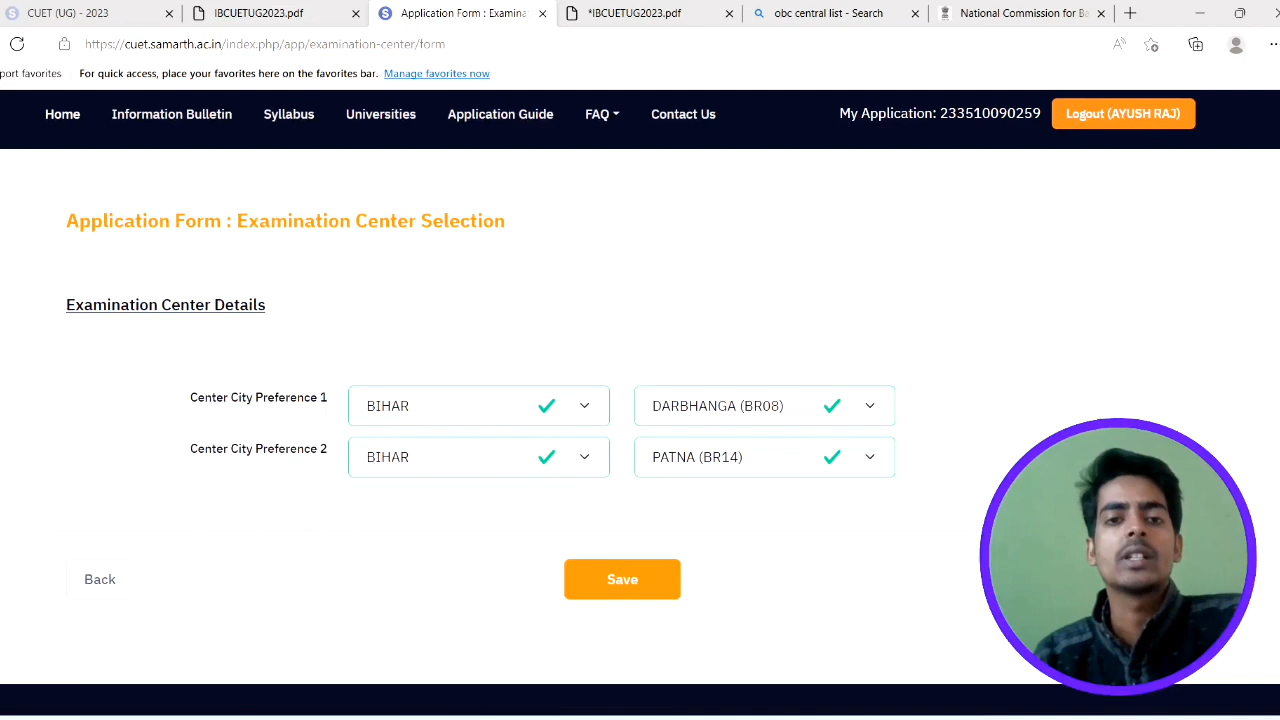 CUET (UG) - 2023
IBCUETUG2023.pdf
Application Form : Examina
*IBCUETUG2023.pdf
obc central list - Search
National Commission for Ba
https://cuet.samarth.ac.in/index.php/app/examination-center/form
port favorites
For quick access, place your favorites here on the favorites bar. Manage favorites now
Home
Information Bulletin
Syllabus
Universities
Application Guide
FAQ
Contact Us
My Application: 233510090259
Logout (AYUSH RAJ)
Application Form : Examination Center Selection
Examination Center Details
Center City Preference 1
BIHAR
DARBHANGA (BR08)
Center City Preference 2
BIHAR
PATNA (BR14)
Back
Save